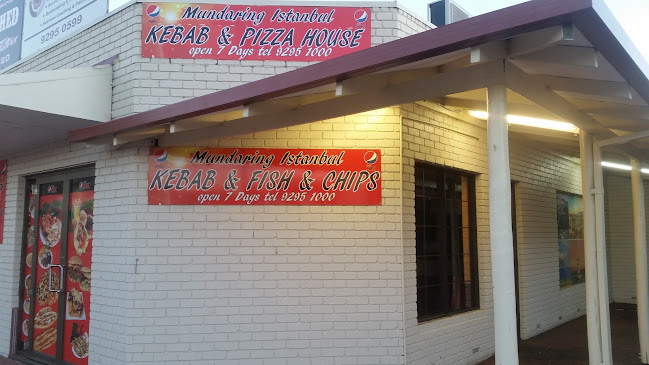 9295 0599
Mundaring Istanbul
KEBAB & PIZZA HOUSE
open 7 Days tel 9295 1000
Mundaring Istanbul
KEBAB & FISH & CHIPS
open 7 Days tel 9295 1000